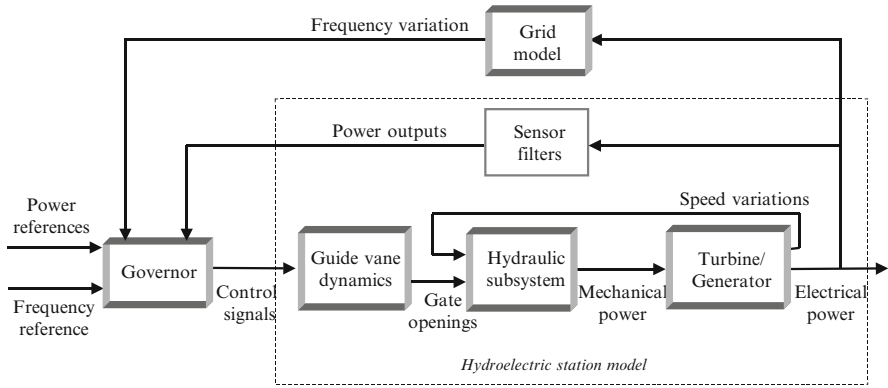 Frequency variation
Grid
model
Power outputs
Sensor
filters
Speed variations
Power
references
Governor
Frequency
reference
Control
signals
Guide vane
dynamics
Gate
openings
Hydraulic
subsystem
Mechanical
power
Turbine/
Generator
Electrical
power
Hydroelectric station model